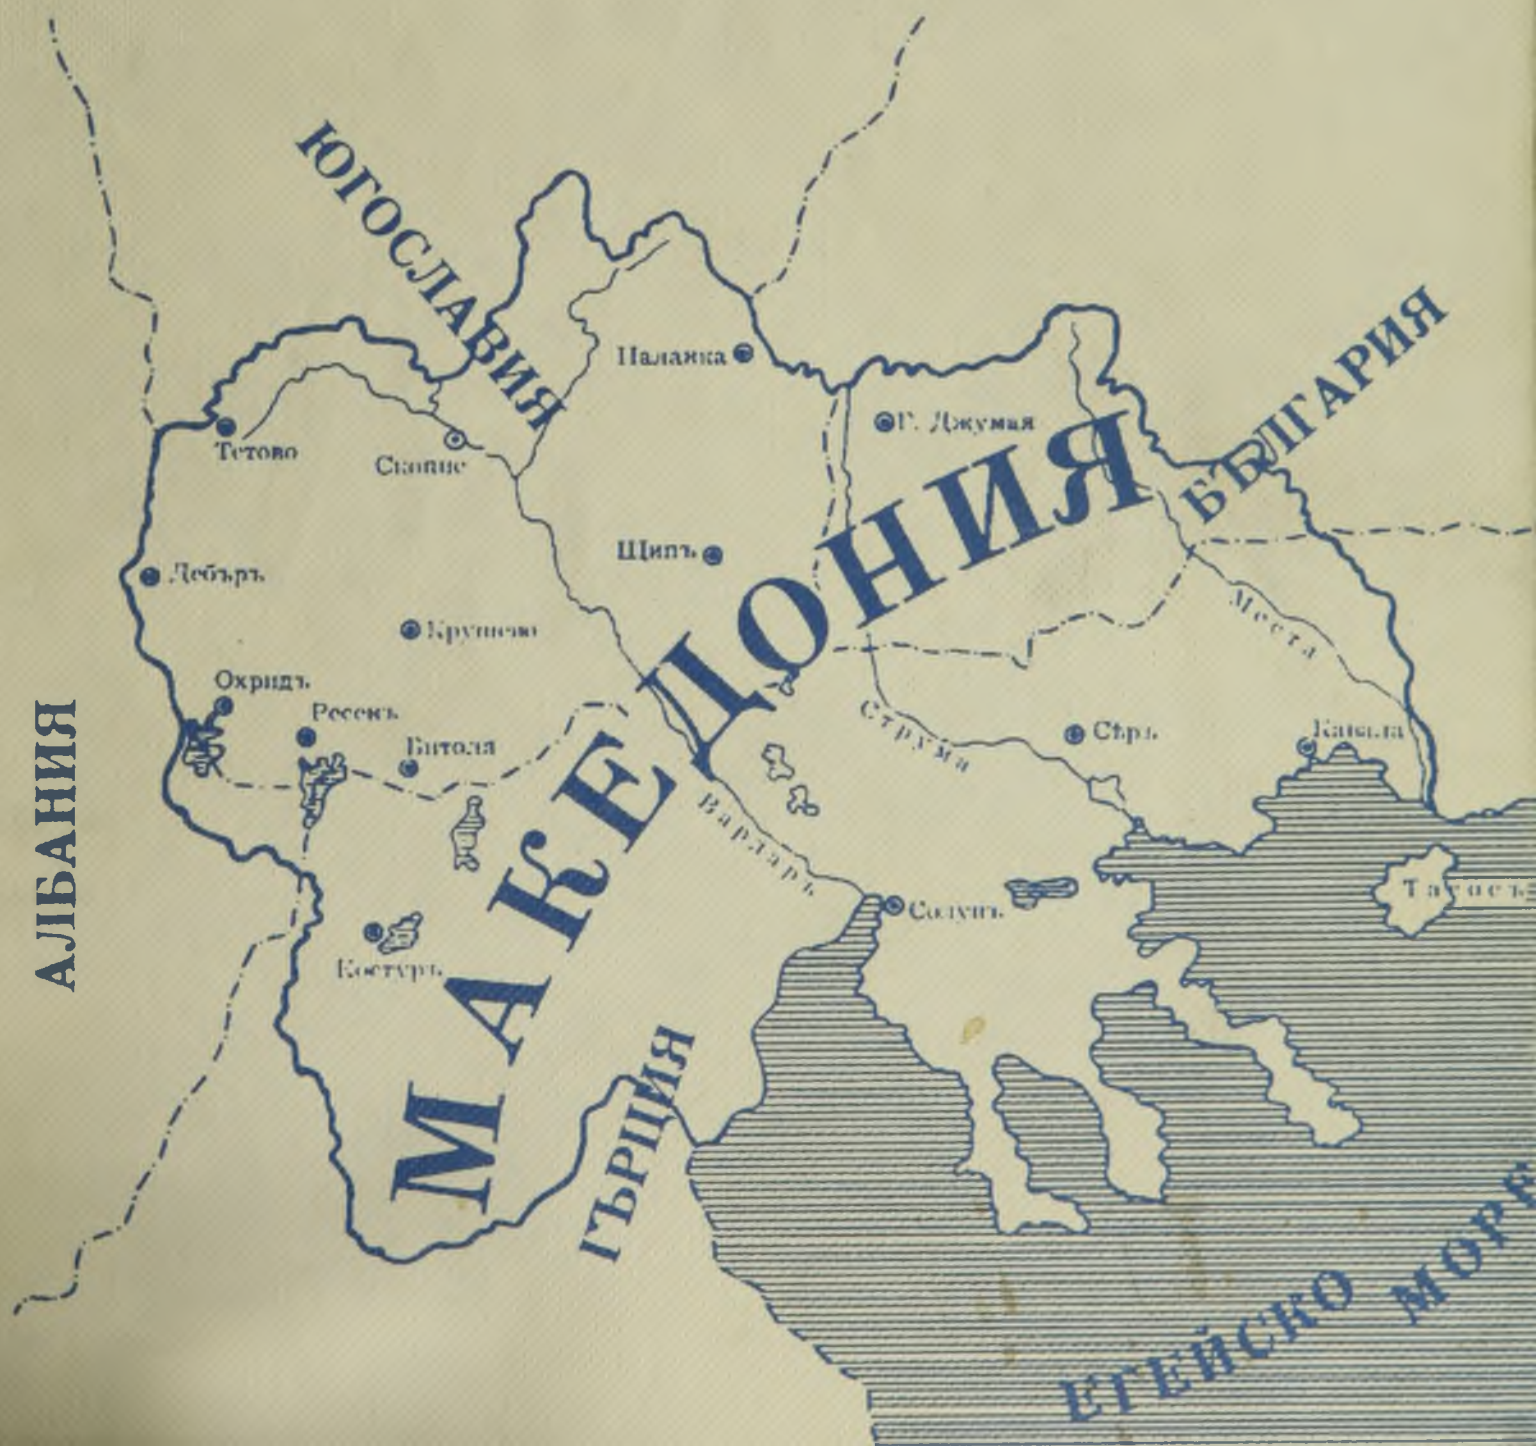 ЮГОСЛАВИЯ
БЪЛГАРИЯ
АЛБАНИЯ
МАКЕДОНИЯ
ГЪРЦИЯ
ЕГЕЙСКО МОРЕ
Паланка
Г. Джумая
Тетово
Скопие
Щипъ
Дебъръ
Крушево
Охридъ
Ресенъ
Битоля
Места
Струма
Сѣръ
Кавала
Вардаръ
Солунъ
Тасосъ
Костуръ